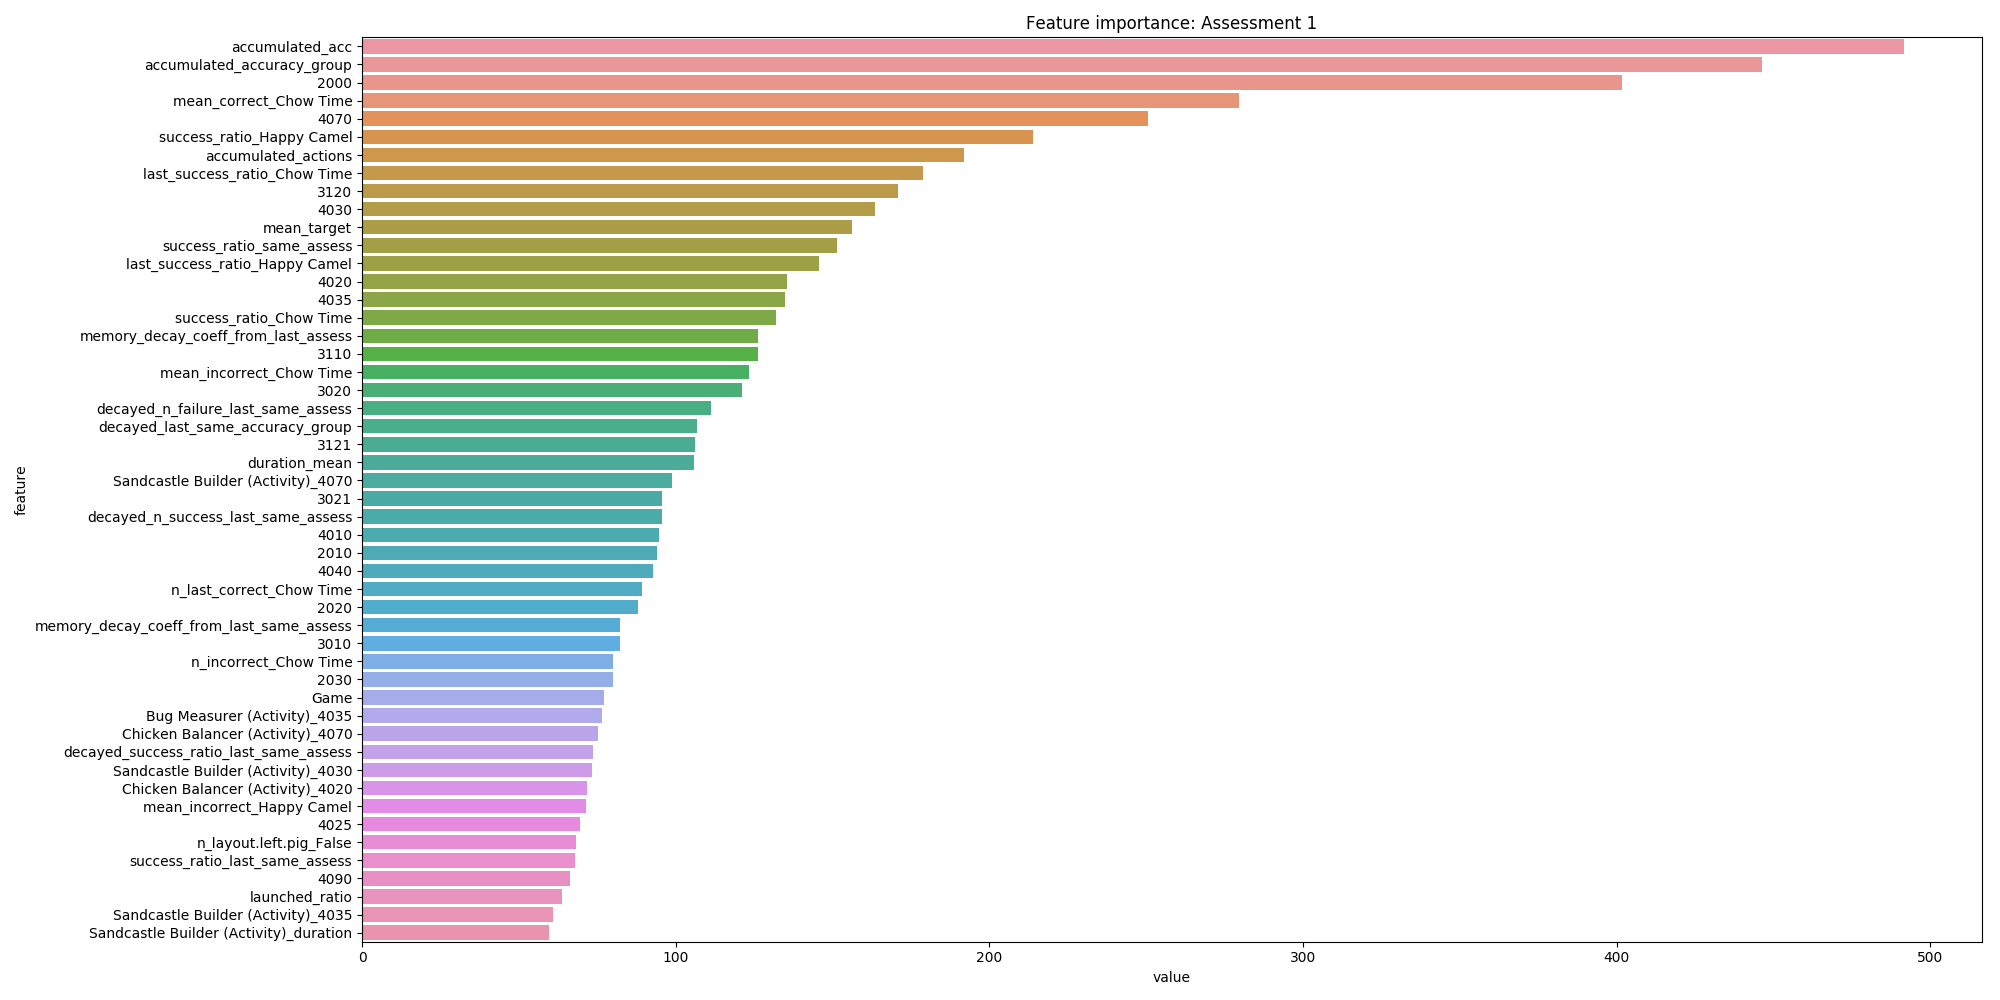 Feature importance: Assessment 1
accumulated_acc
accumulated_accuracy_group
2000
mean_correct_Chow Time
4070
success_ratio_Happy Camel
accumulated_actions
last_success_ratio_Chow Time
3120
4030
mean_target
success_ratio_same_assess
last_success_ratio_Happy Camel
4020
4035
success_ratio_Chow Time
memory_decay_coeff_from_last_assess
3110
mean_incorrect_Chow Time
3020
decayed_n_failure_last_same_assess
decayed_last_same_accuracy_group
3121
duration_mean
Sandcastle Builder (Activity)_4070
3021
decayed_n_success_last_same_assess
4010
2010
4040
n_last_correct_Chow Time
2020
memory_decay_coeff_from_last_same_assess
3010
n_incorrect_Chow Time
2030
Game
Bug Measurer (Activity)_4035
Chicken Balancer (Activity)_4070
decayed_success_ratio_last_same_assess
Sandcastle Builder (Activity)_4030
Chicken Balancer (Activity)_4020
mean_incorrect_Happy Camel
4025
n_layout.left.pig_False
success_ratio_last_same_assess
4090
launched_ratio
Sandcastle Builder (Activity)_4035
Sandcastle Builder (Activity)_duration
feature
0 100 200 300 400 500
value